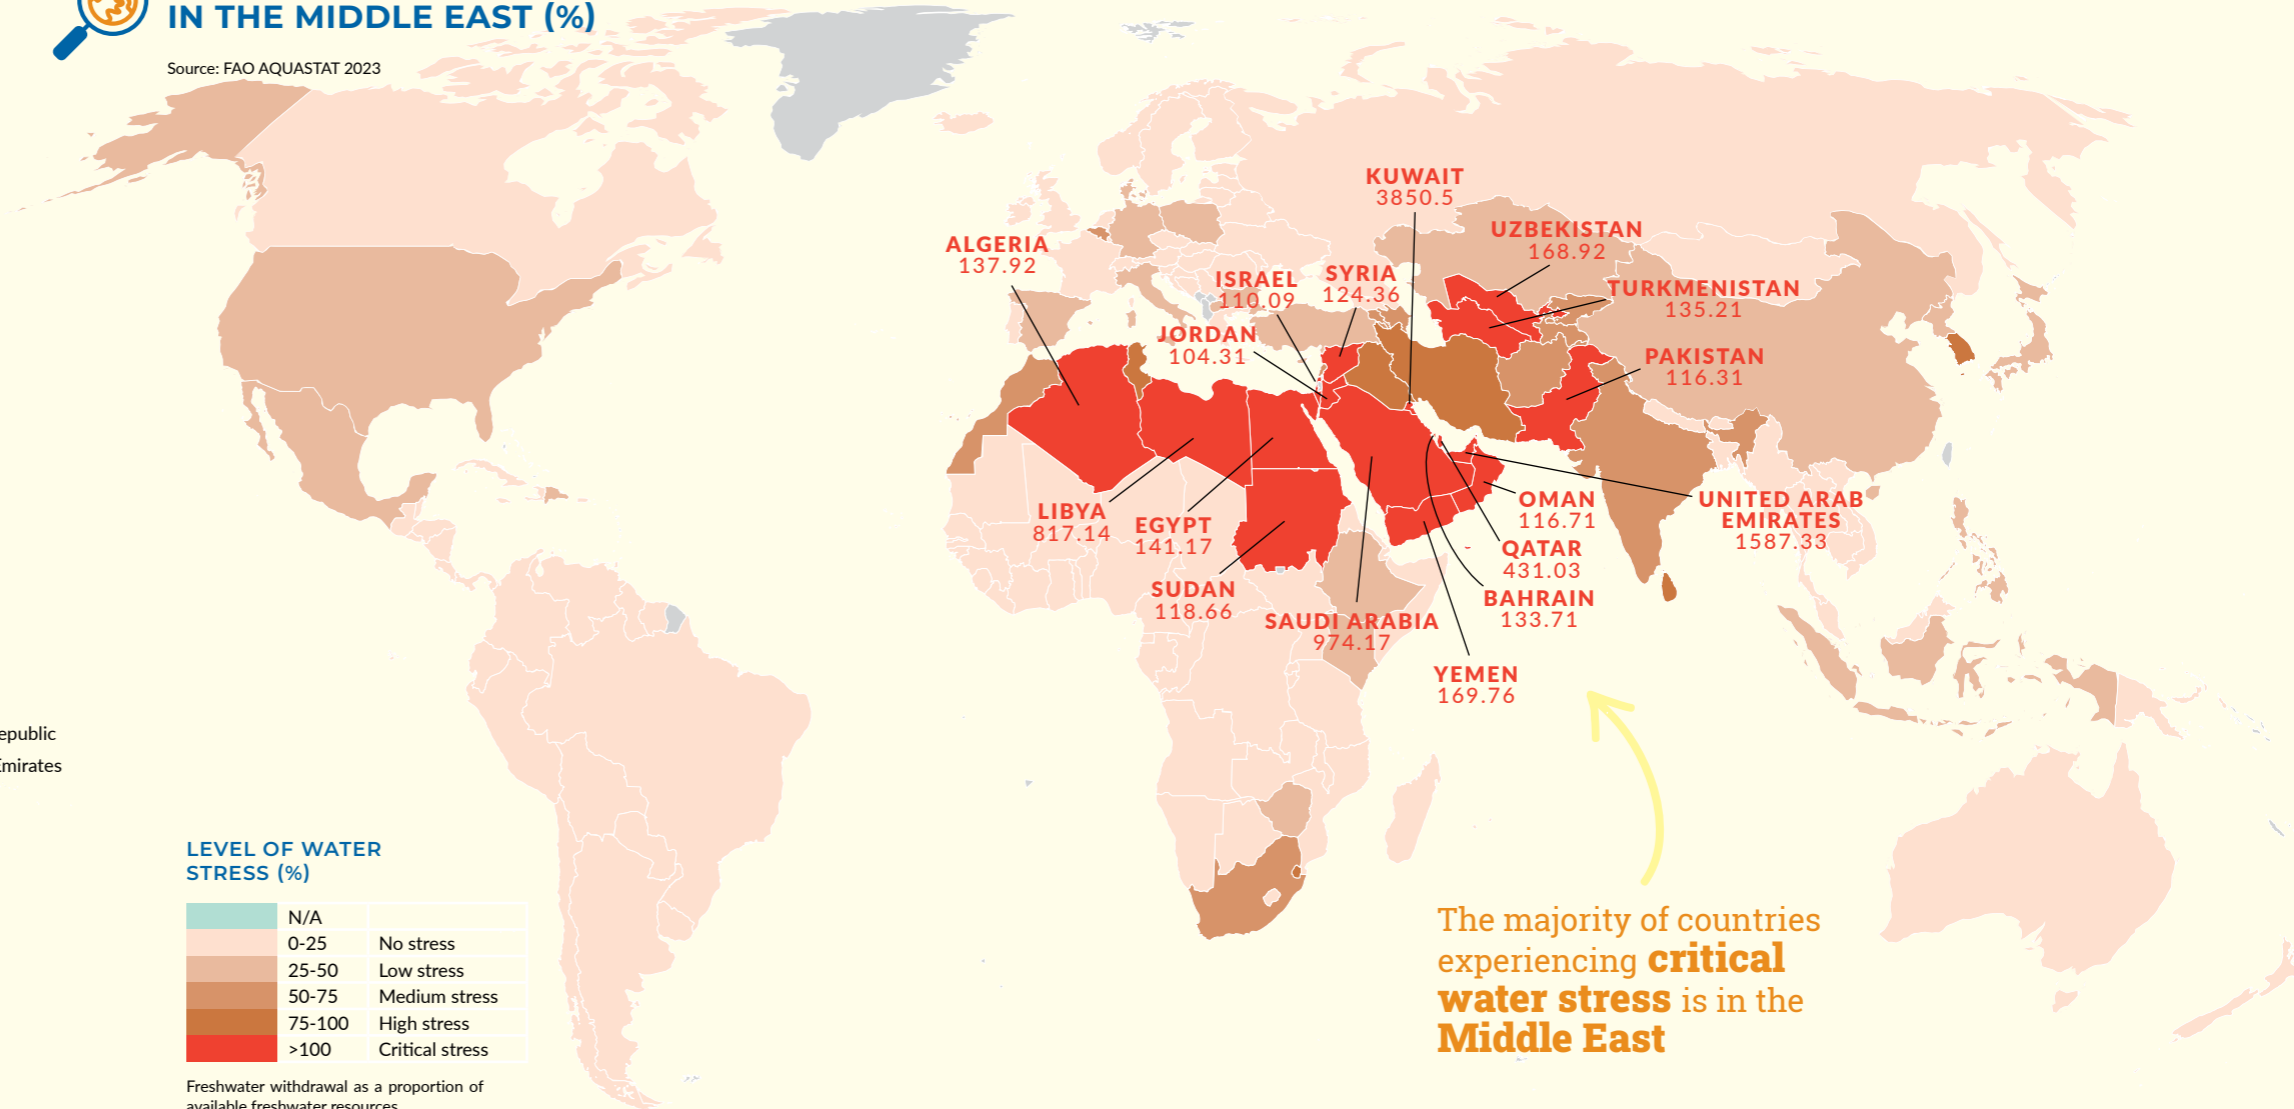 IN THE MIDDLE EAST (%)
Source: FAO AQUASTAT 2023
KUWAIT
3850.5
UZBEKISTAN
168.92
ALGERIA
137.92
ISRAEL
110.09
SYRIA
124.36
TURKMENISTAN
135.21
JORDAN
104.31
PAKISTAN
116.31
LIBYA
817.14
EGYPT
141.17
OMAN
116.71
UNITED ARAB
EMIRATES
1587.33
QATAR
431.03
SUDAN
118.66
BAHRAIN
133.71
SAUDI ARABIA
974.17
YEMEN
169.76
epublic
Emirates
LEVEL OF WATER
STRESS (%)
N/A
0-25 No stress
25-50 Low stress
50-75 Medium stress
75-100 High stress
>100 Critical stress
Freshwater withdrawal as a proportion of
available freshwater resources
The majority of countries
experiencing critical
water stress is in the
Middle East